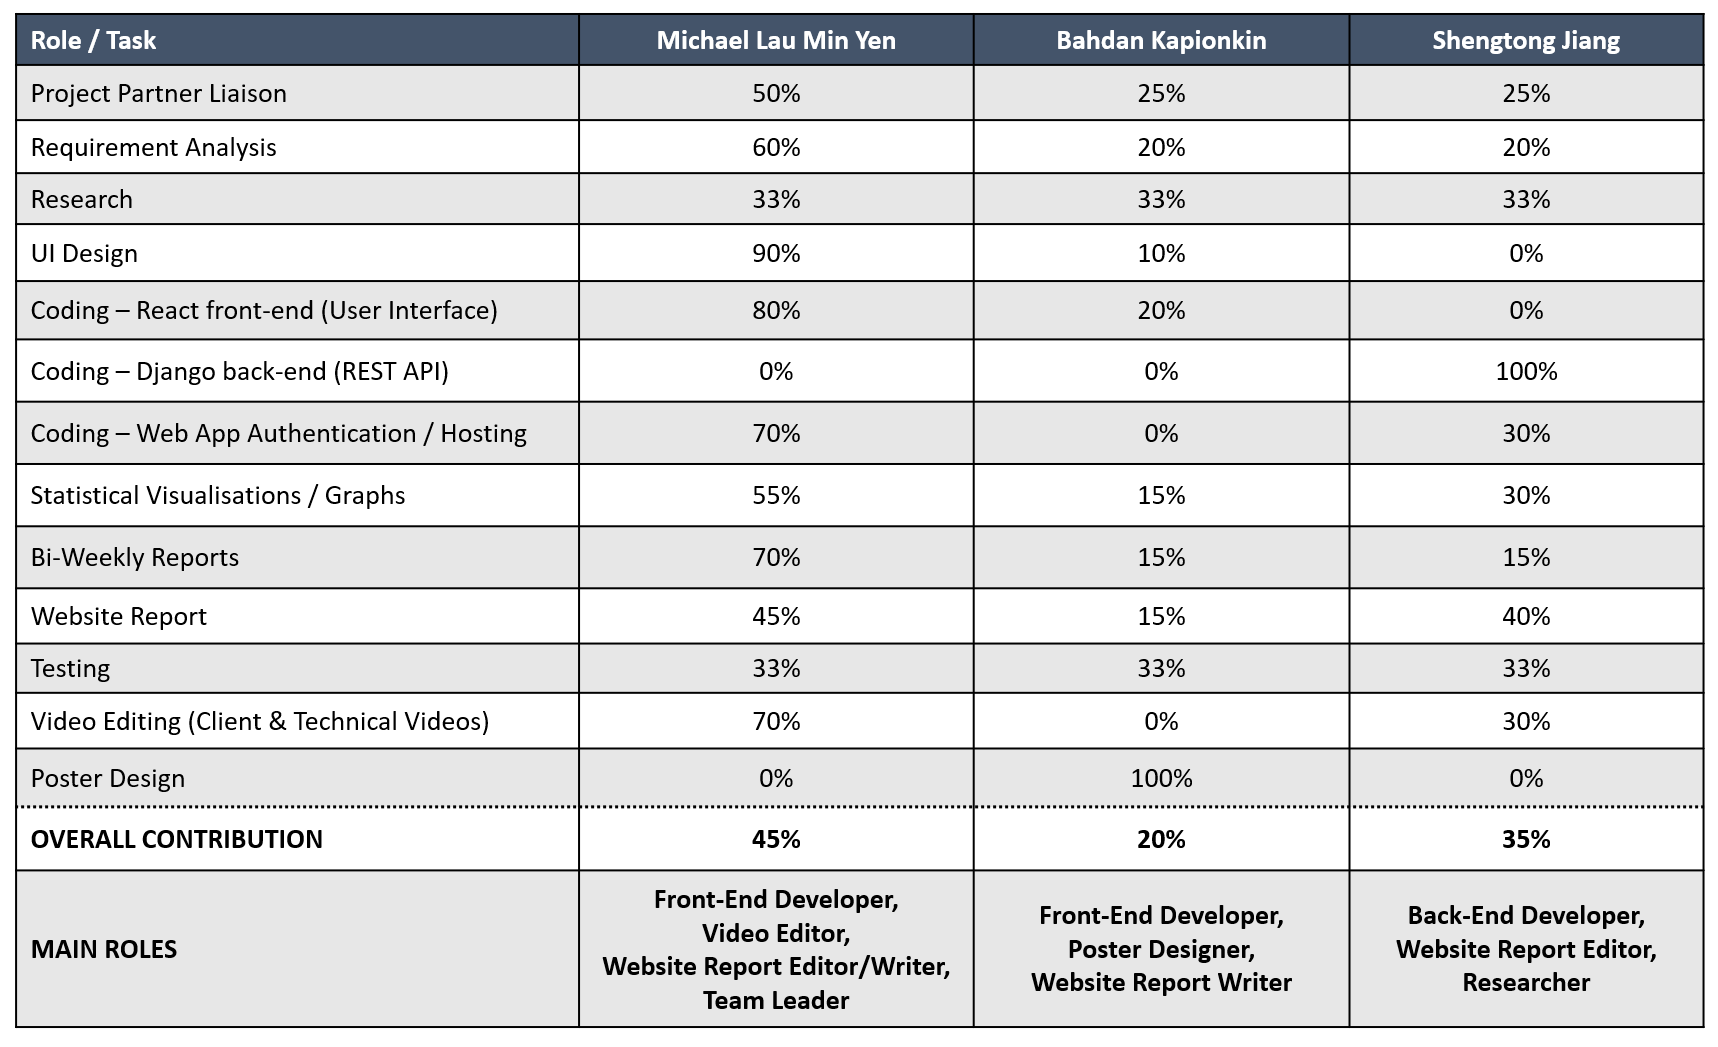 Role / Task Michael Lau Min Yen Bahdan Kapionkin Shengtong Jiang
Project Partner Liaison 50% 25% 25%
Requirement Analysis 60% 20% 20%
Research 33% 33% 33%
UI Design 90% 10% 0%
Coding – React front-end (User Interface) 80% 20% 0%
Coding – Django back-end (REST API) 0% 0% 100%
Coding – Web App Authentication / Hosting 70% 0% 30%
Statistical Visualisations / Graphs 55% 15% 30%
Bi-Weekly Reports 70% 15% 15%
Website Report 45% 15% 40%
Testing 33% 33% 33%
Video Editing (Client & Technical Videos) 70% 0% 30%
Poster Design 0% 100% 0%
OVERALL CONTRIBUTION 45% 20% 35%
MAIN ROLES
Front-End Developer,
Video Editor,
Website Report Editor/Writer,
Team Leader
Front-End Developer,
Poster Designer,
Website Report Writer
Back-End Developer,
Website Report Editor,
Researcher